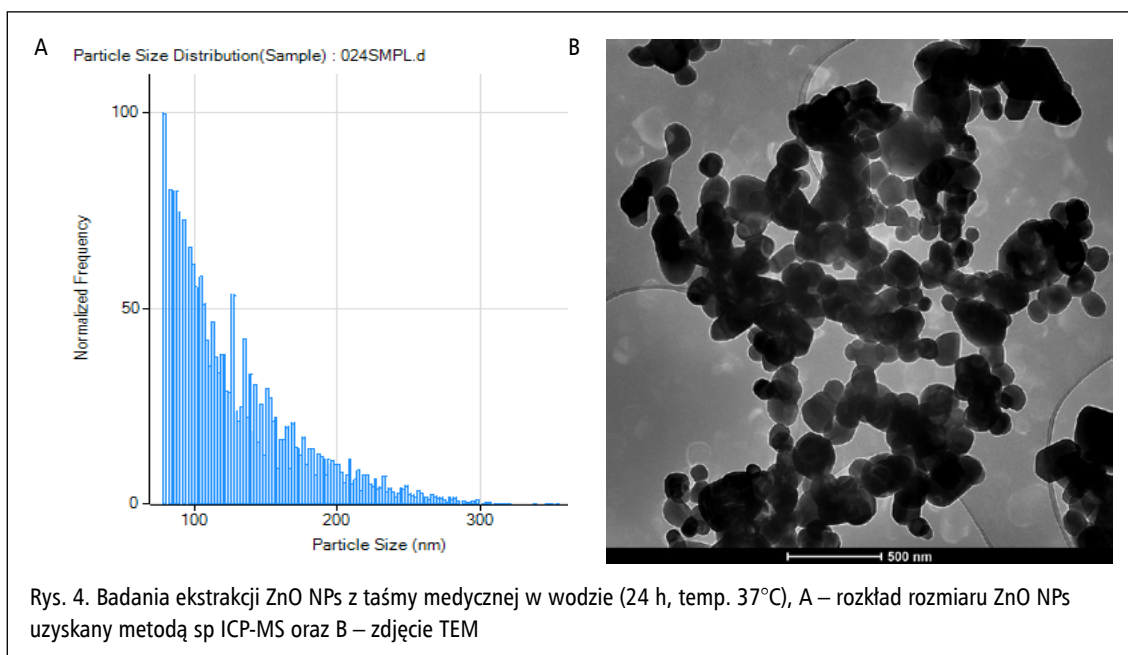 A
Particle Size Distribution(Sample) : 024SMPL.d
B
100
50
0
Normalized Frequency
100 200 300
Particle Size (nm)
500 nm
Rys. 4. Badania ekstrakcji ZnO NPs z taśmy medycznej w wodzie (24 h, temp. 37°C), A – rozkład rozmiaru ZnO NPs
uzyskany metodą sp ICP-MS oraz B – zdjęcie TEM